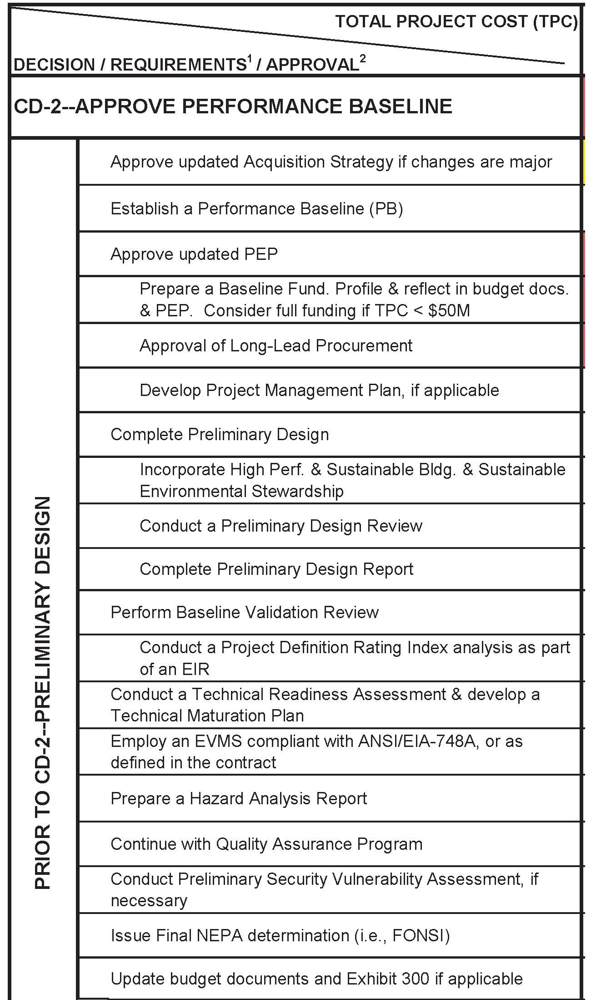 TOTAL PROJECT COST (TPC)
DECISION / REQUIREMENTS¹ / APPROVAL²
CD-2--APPROVE PERFORMANCE BASELINE
PRIOR TO CD-2--PRELIMINARY DESIGN
Approve updated Acquisition Strategy if changes are major
Establish a Performance Baseline (PB)
Approve updated PEP
Prepare a Baseline Fund. Profile & reflect in budget docs.
& PEP.  Consider full funding if TPC < $50M
Approval of Long-Lead Procurement
Develop Project Management Plan, if applicable
Complete Preliminary Design
Incorporate High Perf. & Sustainable Bldg. & Sustainable
Environmental Stewardship
Conduct a Preliminary Design Review
Complete Preliminary Design Report
Perform Baseline Validation Review
Conduct a Project Definition Rating Index analysis as part
of an EIR
Conduct a Technical Readiness Assessment & develop a
Technical Maturation Plan
Employ an EVMS compliant with ANSI/EIA-748A, or as
defined in the contract
Prepare a Hazard Analysis Report
Continue with Quality Assurance Program
Conduct Preliminary Security Vulnerability Assessment, if
necessary
Issue Final NEPA determination (i.e., FONSI)
Update budget documents and Exhibit 300 if applicable